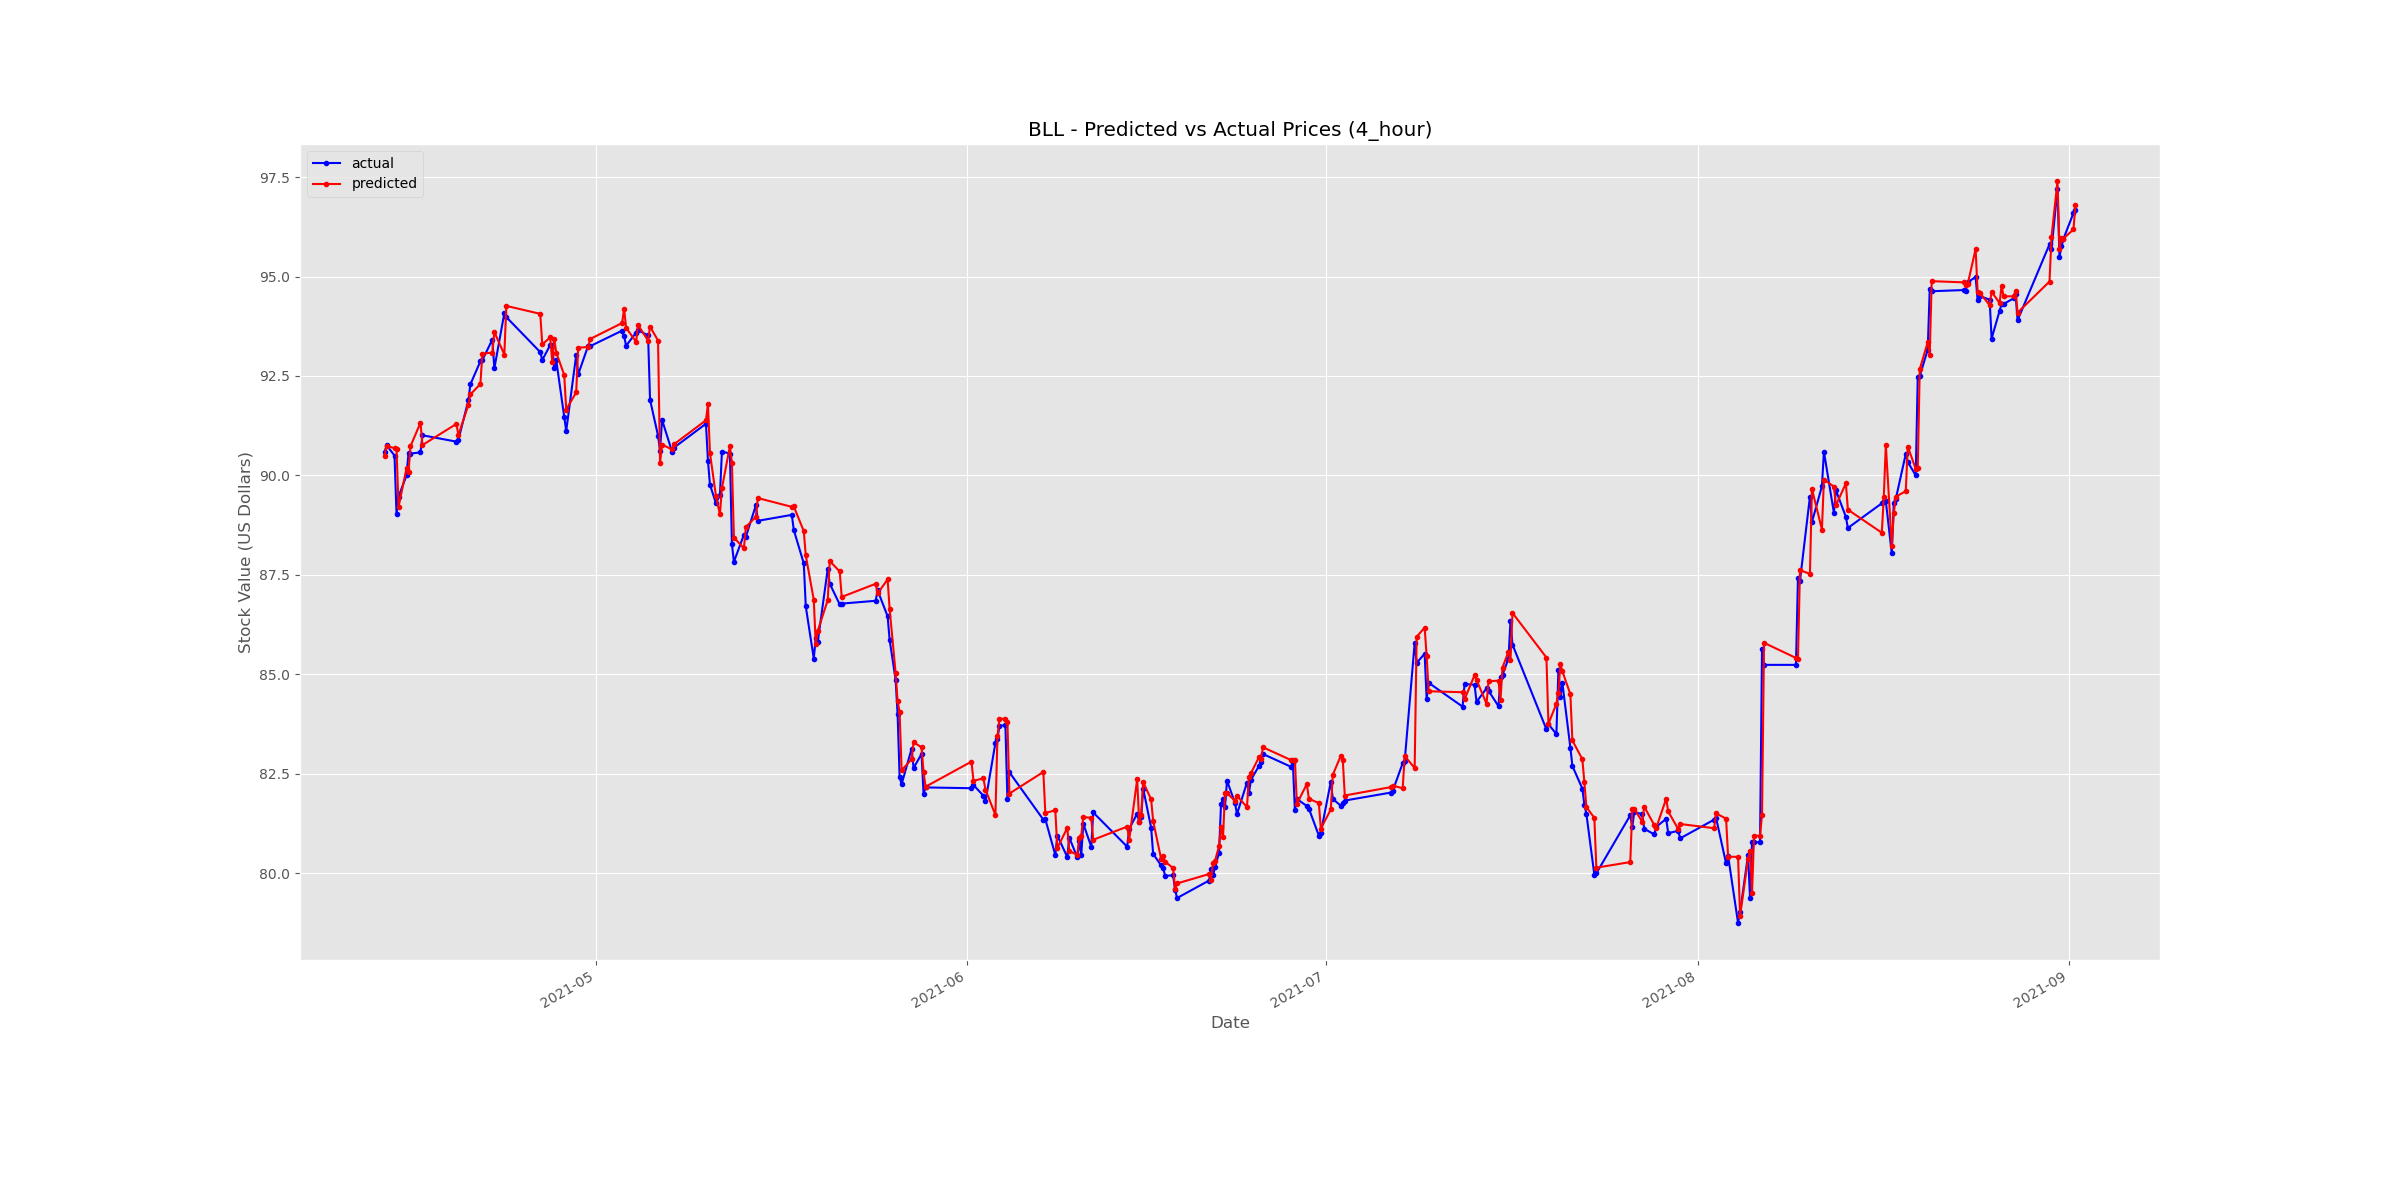 BLL - Predicted vs Actual Prices (4_hour)
actual
predicted
97.5
95.0
92.5
90.0
87.5
85.0
82.5
80.0
Stock Value (US Dollars)
2021-05
2021-06
2021-07
2021-08
2021-09
Date